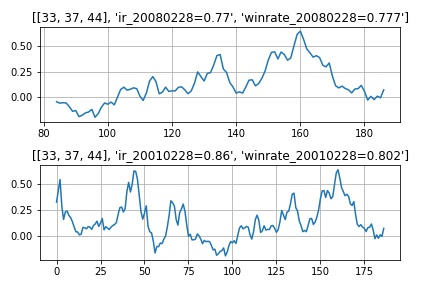 [[33, 37, 44], 'ir_20080228=0.77', 'winrate_20080228=0.777']
0.50
0.25
0.00
80 100 120 140 160 180
[[33, 37, 44], 'ir_20010228=0.86', 'winrate_20010228=0.802']
0.50
0.25
0.00
0 25 50 75 100 125 150 175